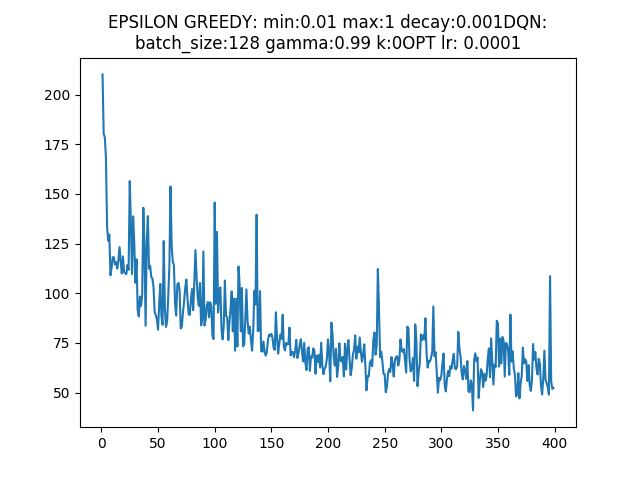 EPSILON GREEDY: min:0.01 max:1 decay:0.001DQN:
batch_size:128 gamma:0.99 k:0OPT lr: 0.0001
200
175
150
125
100
75
50
0 50 100 150 200 250 300 350 400